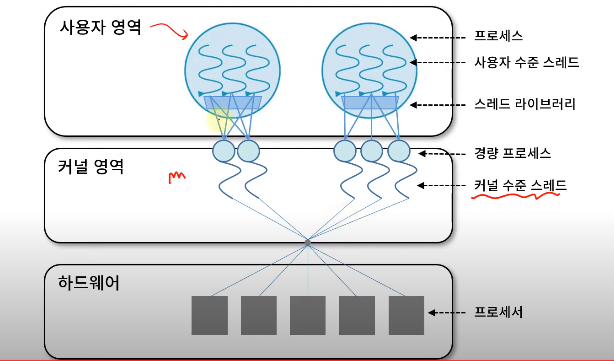 사용자 영역
프로세스
사용자 수준 스레드
스레드 라이브러리
커널 영역
m
경량 프로세스
커널 수준 스레드
하드웨어
프로세서